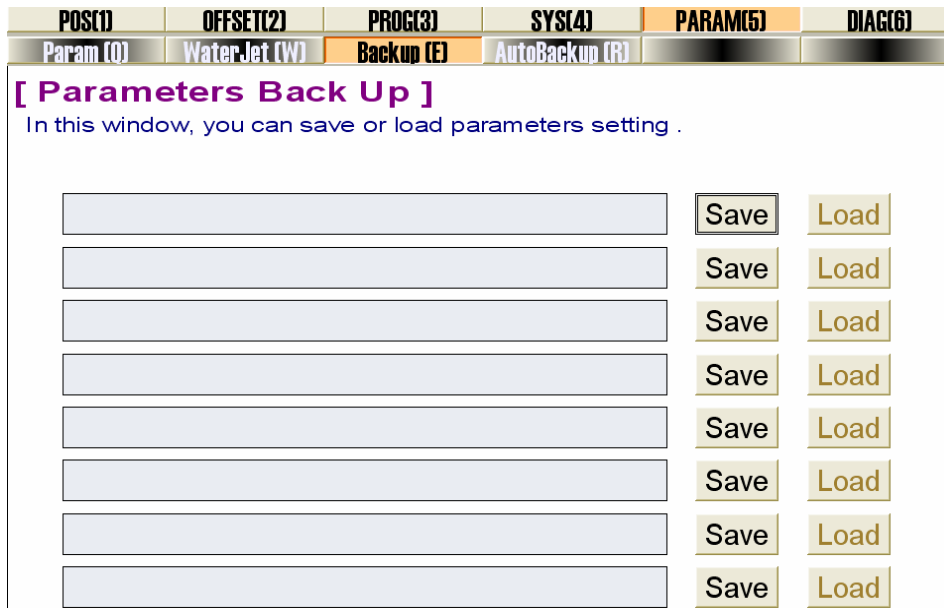 POS(1) OFFSET(2) PROG(3) SYS(4) PARAM(5) DIAG(6)
Param (Q) WaterJet (W) Backup (E) AutoBackup (R)
[ Parameters Back Up ]
In this window, you can save or load parameters setting .
Save Load
Save Load
Save Load
Save Load
Save Load
Save Load
Save Load
Save Load